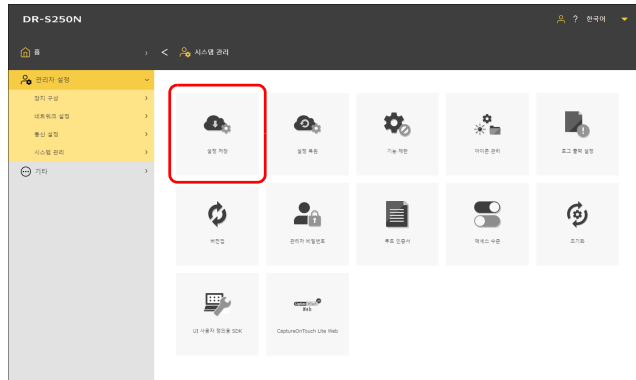 DR-S250N
? 한국어
홈
시스템 관리
관리자 설정
장치 구성
네트워크 설정
통신 설정
시스템 관리
기타
설정 저장
설정 복원
기능 제한
아이콘 관리
로그 출력 설정
버전업
관리자 비밀번호
루트 인증서
액세스 수준
초기화
UI 사용자 정의용 SDK
CaptureOnTouch Lite Web